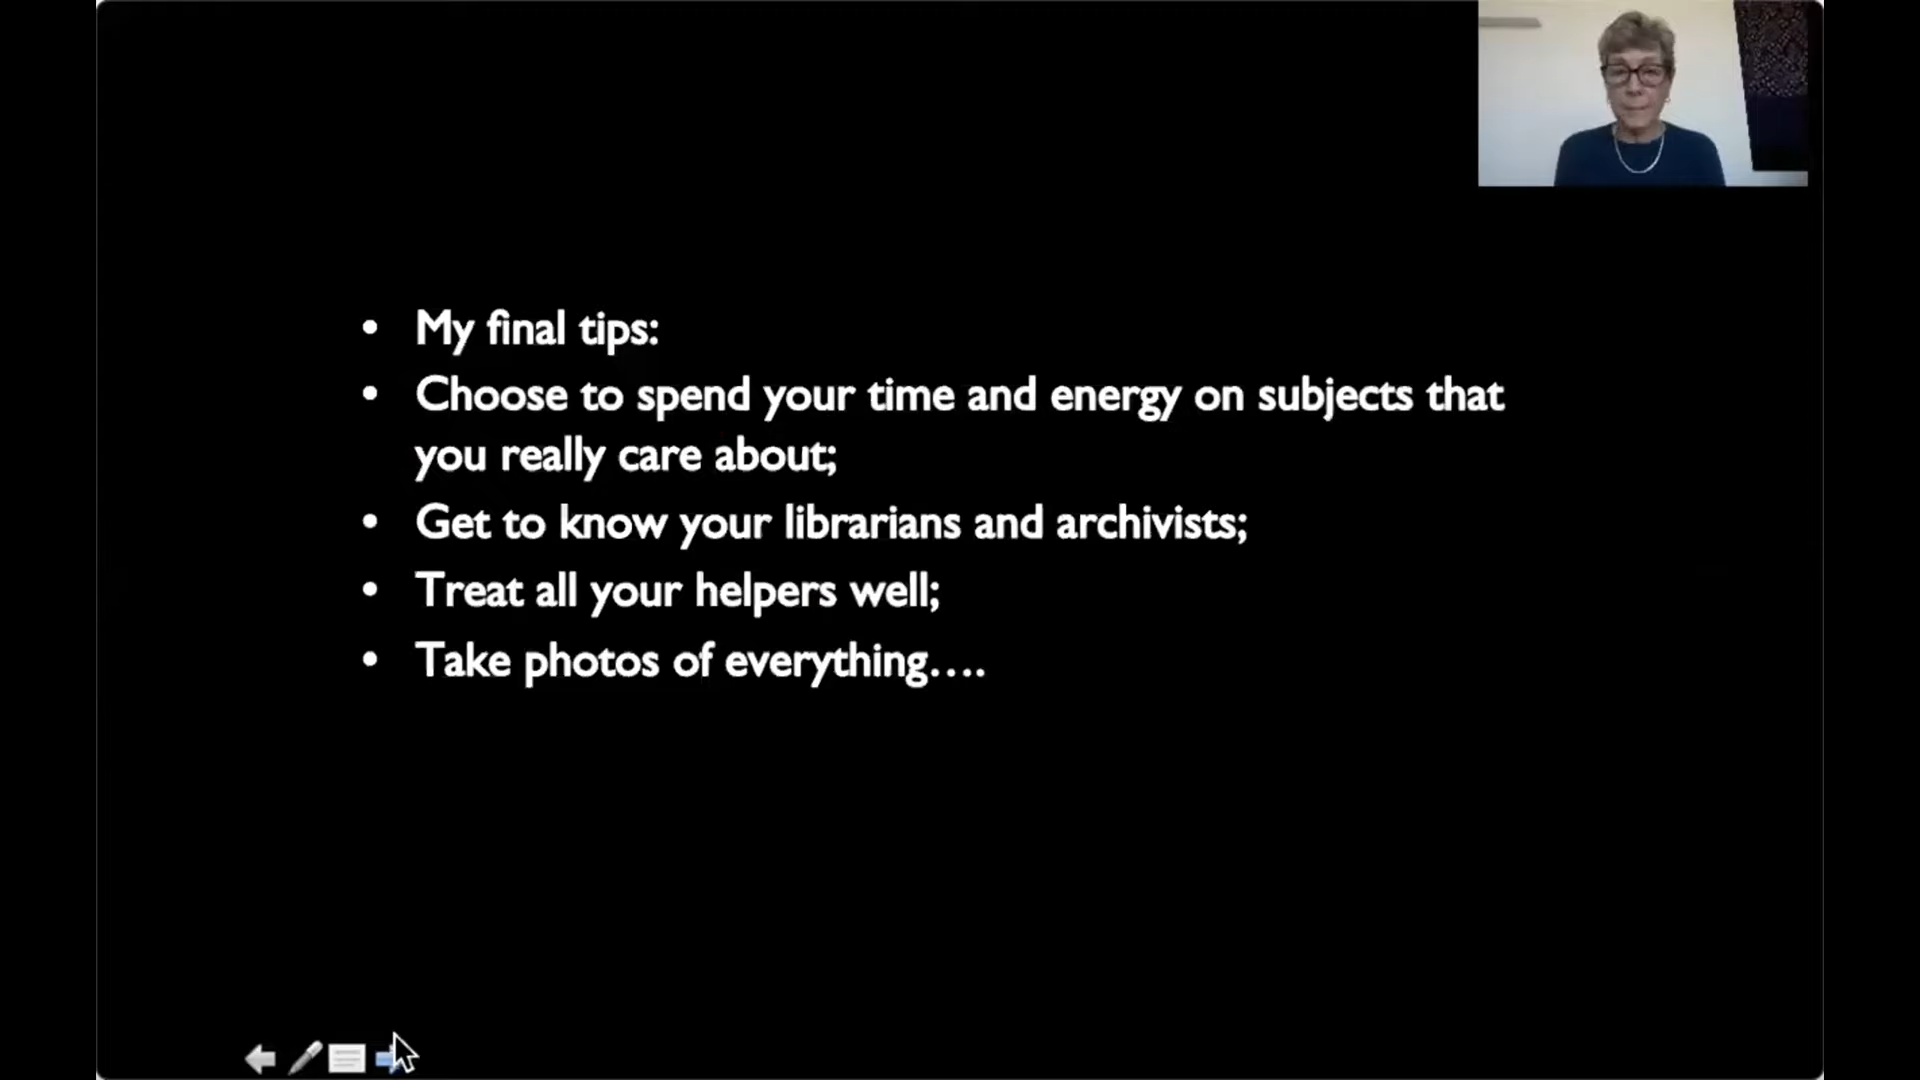 • My final tips:
• Choose to spend your time and energy on subjects that
you really care about;
• Get to know your librarians and archivists;
• Treat all your helpers well;
• Take photos of everything....